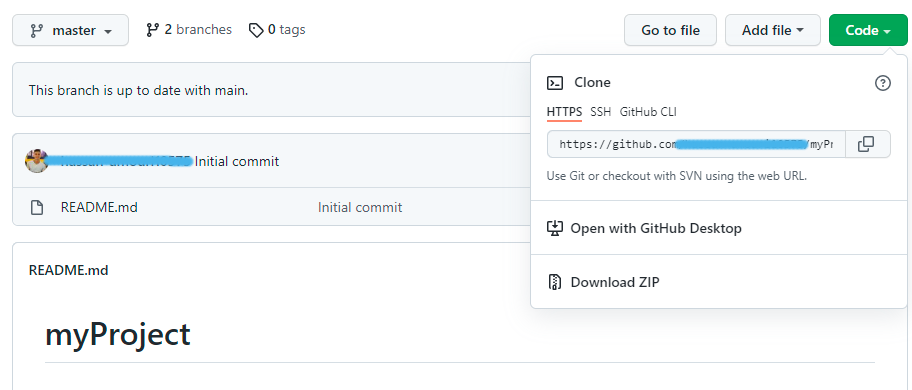 master 2 branches 0 tags Go to file Add file Code
This branch is up to date with main.
Clone
HTTPS SSH GitHub CLI
https://github.com /myPr
Use Git or checkout with SVN using the web URL.
Open with GitHub Desktop
Download ZIP
Initial commit
README.md Initial commit
README.md
myProject